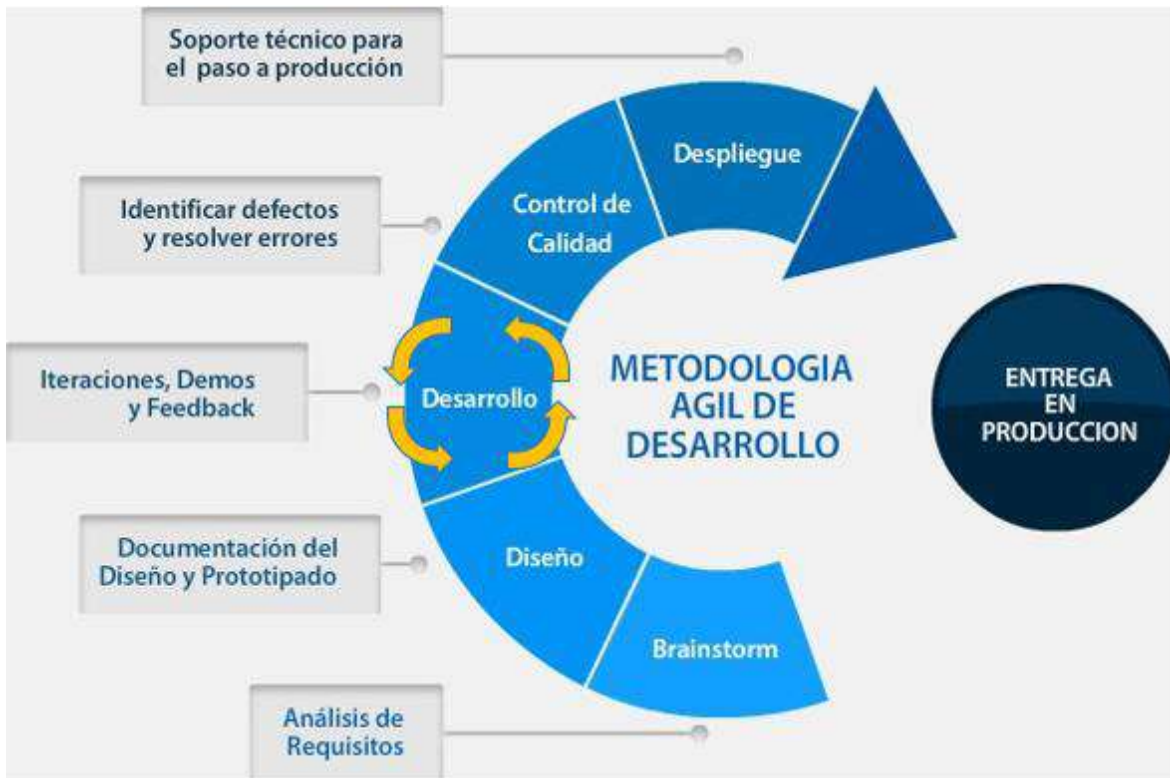 Soporte técnico para
el paso a producción
Despliegue
Identificar defectos
y resolver errores
Control de
Calidad
Iteraciones, Demos
y Feedback
Desarrollo
METODOLOGIA
AGIL DE
DESARROLLO
ENTREGA
EN
PRODUCCION
Documentación del
Diseño y Prototipado
Diseño
Brainstorm
Análisis de
Requisitos